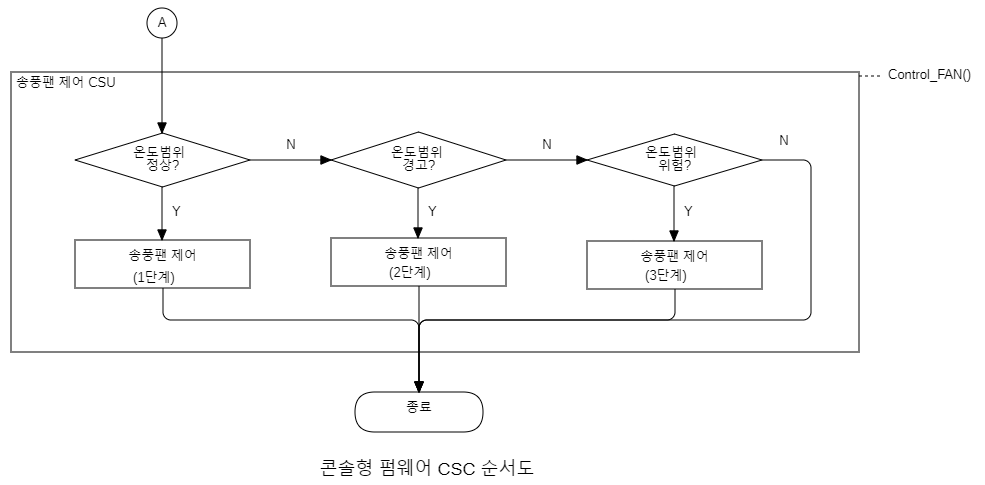 A
송풍팬 제어 CSU
Control_FAN()
온도범위
정상?
N
온도범위
경고?
N
온도범위
위험?
N
Y
Y
Y
송풍팬 제어
(1단계)
송풍팬 제어
(2단계)
송풍팬 제어
(3단계)
종료
콘솔형 펌웨어 CSC 순서도